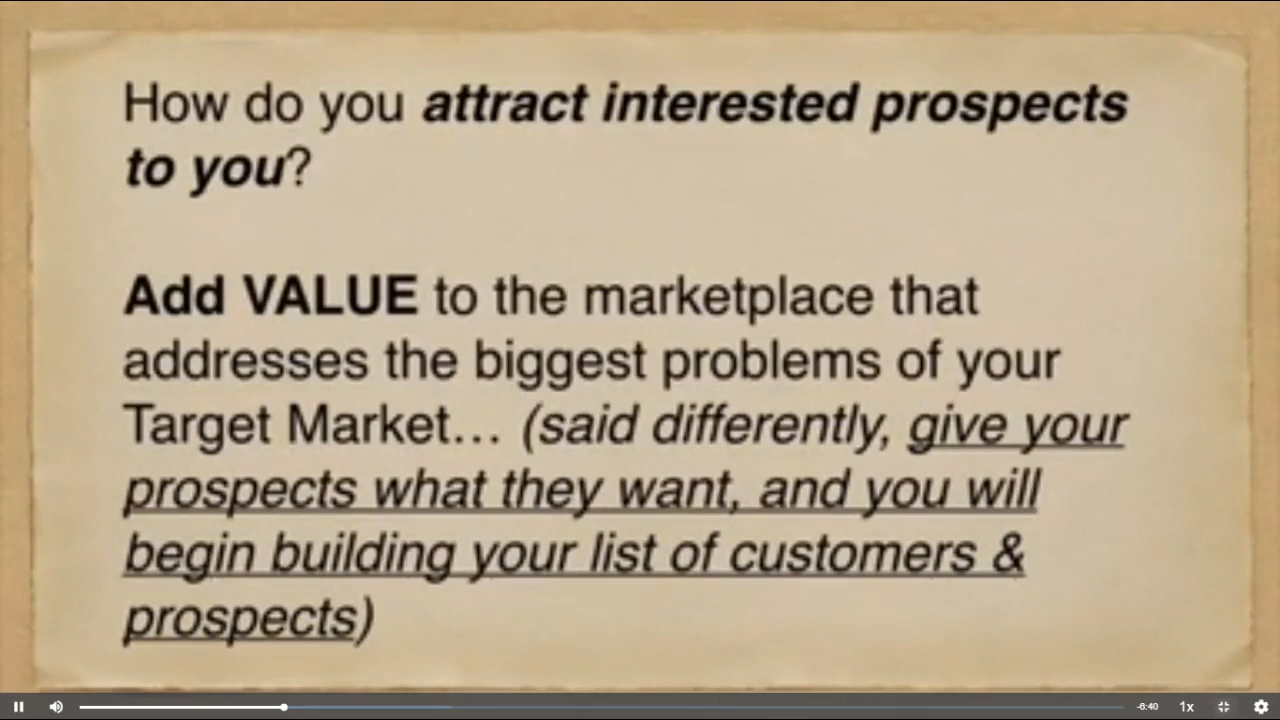 How do you attract interested prospects
to you?
Add VALUE to the marketplace that
addresses the biggest problems of your
Target Market... (said differently, give your
prospects what they want, and you will
begin building your list of customers &
prospects)
-6:40 1x